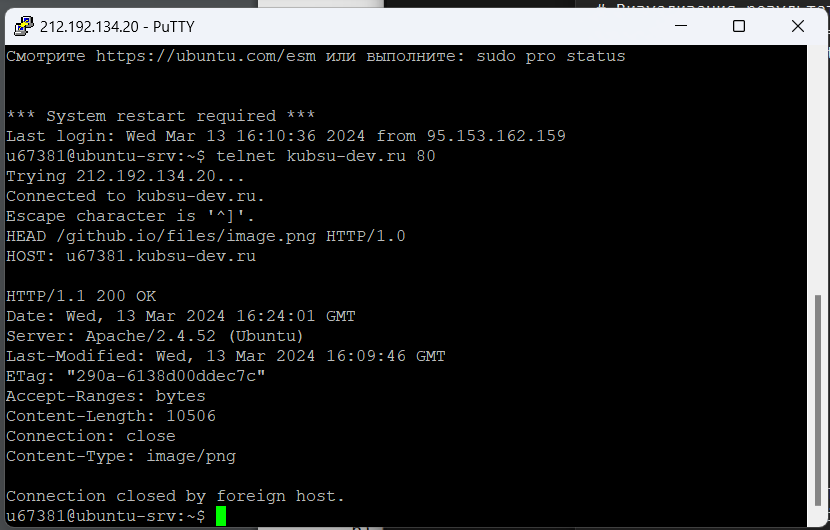 # Визуализация результат
212.192.134.20 - PuTTY
Смотрите https://ubuntu.com/esm или выполните: sudo pro status
*** System restart required ***
Last login: Wed Mar 13 16:10:36 2024 from 95.153.162.159
u67381@ubuntu-srv:~$ telnet kubsu-dev.ru 80
Trying 212.192.134.20...
Connected to kubsu-dev.ru.
Escape character is '^]'.
HEAD /github.io/files/image.png HTTP/1.0
HOST: u67381.kubsu-dev.ru
HTTP/1.1 200 OK
Date: Wed, 13 Mar 2024 16:24:01 GMT
Server: Apache/2.4.52 (Ubuntu)
Last-Modified: Wed, 13 Mar 2024 16:09:46 GMT
ETag: "290a-6138d00ddec7c"
Accept-Ranges: bytes
Content-Length: 10506
Connection: close
Content-Type: image/png
Connection closed by foreign host.
u67381@ubuntu-srv:~$